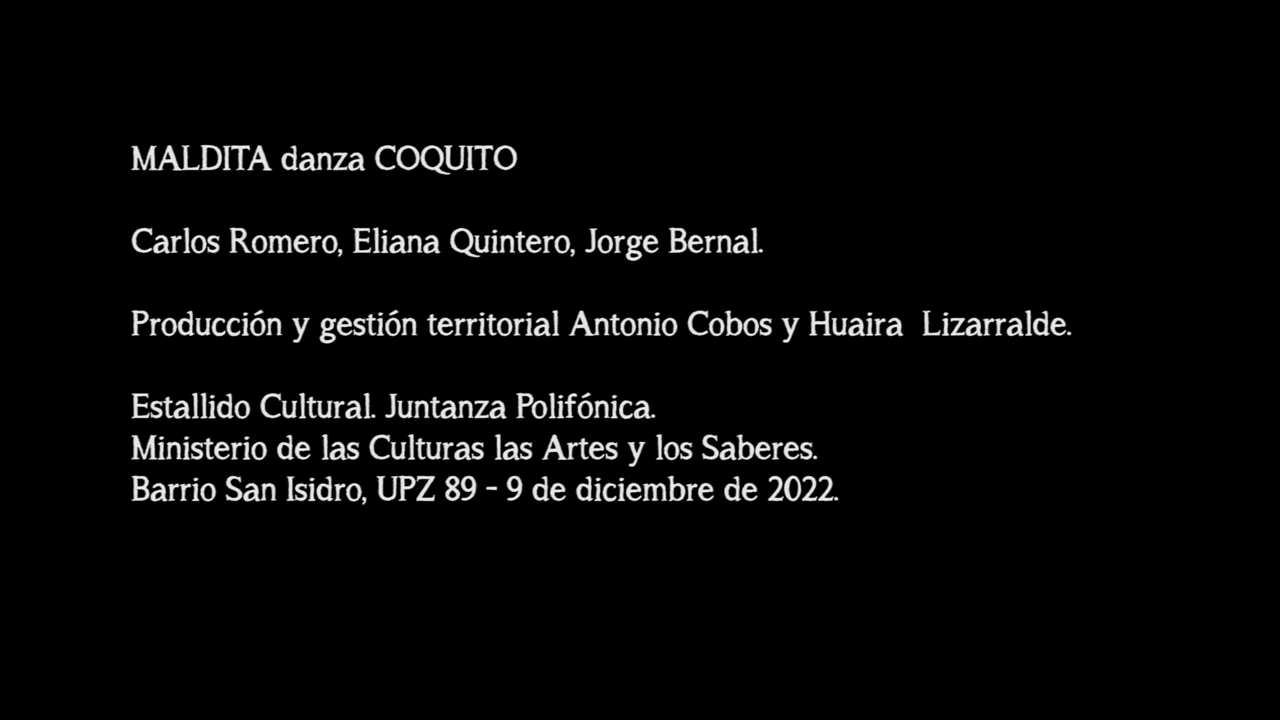 MALDITA danza COQUITO
Carlos Romero, Eliana Quintero, Jorge Bernal.
Producción y gestión territorial Antonio Cobos y Huaira  Lizarralde.
Estallido Cultural. Juntanza Polifónica.
Ministerio de las Culturas las Artes y los Saberes.
Barrio San Isidro, UPZ 89 - 9 de diciembre de 2022.